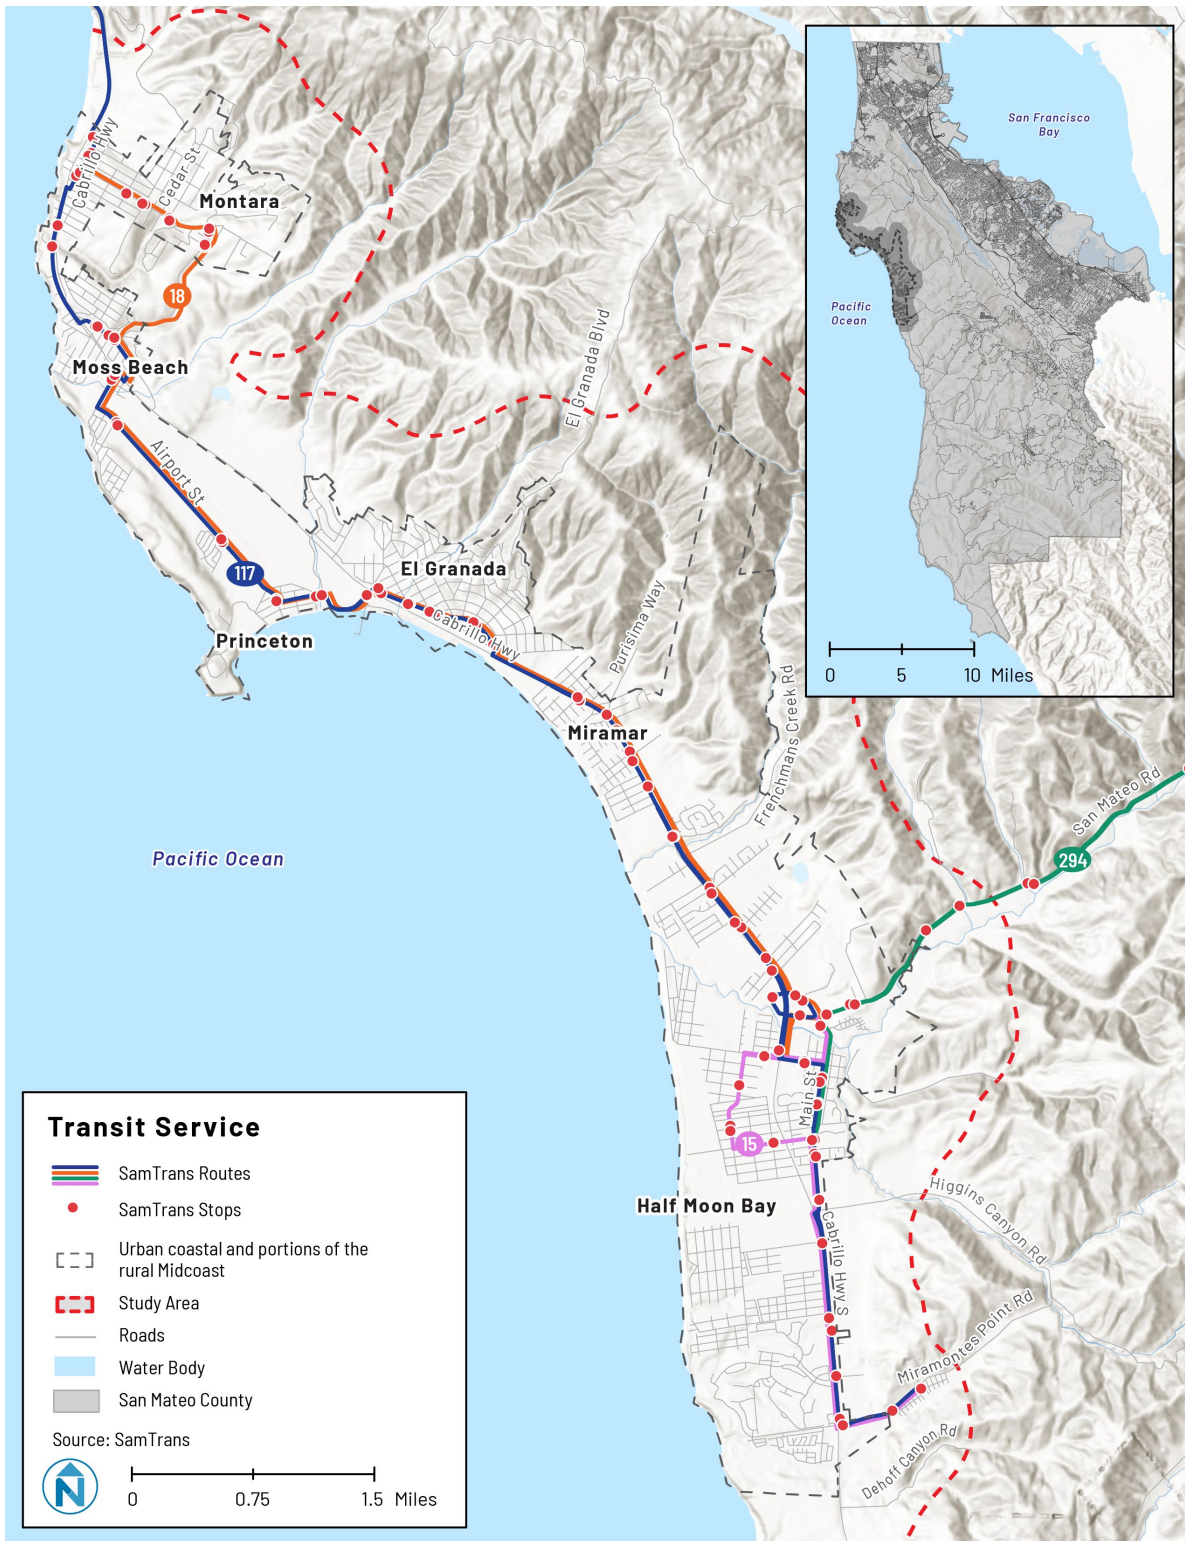 San Francisco
Bay
Pacific
Ocean
0 5 10 Miles
Cabrillo Hwy
Cedar St
Montara
18
Moss Beach
El Granada Blvd
Airport St
117
El Granada
Princeton
Cabrillo Hwy
Purisima Way
Miramar
Frenchmans Creek Rd
San Mateo Rd
294
Pacific Ocean
Main St
15
Half Moon Bay
Higgins Canyon Rd
Cabrillo Hwy S
Miramontes Point Rd
Dehoff Canyon Rd
Transit Service
SamTrans Routes
SamTrans Stops
Urban coastal and portions of the
rural Midcoast
Study Area
Roads
Water Body
San Mateo County
Source: SamTrans
N
0 0.75 1.5 Miles